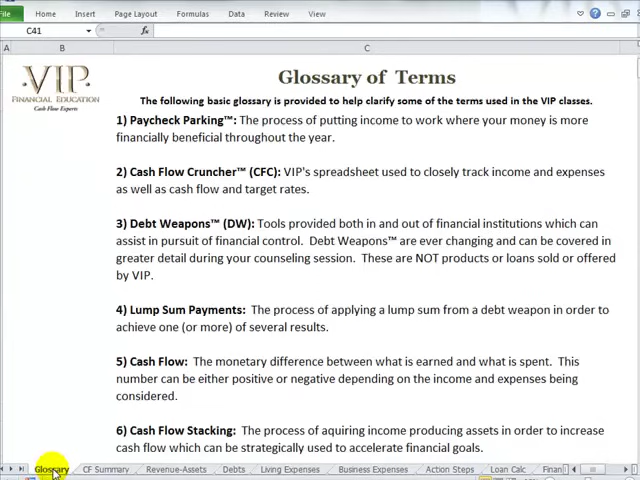 File Home Insert Page Layout Formulas Data Review View
C41 fx
A B C
VIP
FINANCIAL EDUCATION
Cash Flow Experts
Glossary of Terms
The following basic glossary is provided to help clarify some of the terms used in the VIP classes.
1) Paycheck Parking™: The process of putting income to work where your money is more
financially beneficial throughout the year.
2) Cash Flow Cruncher™ (CFC): VIP's spreadsheet used to closely track income and expenses
as well as cash flow and target rates.
3) Debt Weapons™ (DW): Tools provided both in and out of financial institutions which can
assist in pursuit of financial control. Debt Weapons™ are ever changing and can be covered in
greater detail during your counseling session. These are NOT products or loans sold or offered
by VIP.
4) Lump Sum Payments: The process of applying a lump sum from a debt weapon in order to
achieve one (or more) of several results.
5) Cash Flow: The monetary difference between what is earned and what is spent. This
number can be either positive or negative depending on the income and expenses being
considered.
6) Cash Flow Stacking: The process of aquiring income producing assets in order to increase
cash flow which can be strategically used to accelerate financial goals.
Glossary CF Summary Revenue-Assets Debts Living Expenses Business Expenses Action Steps Loan Calc Finan